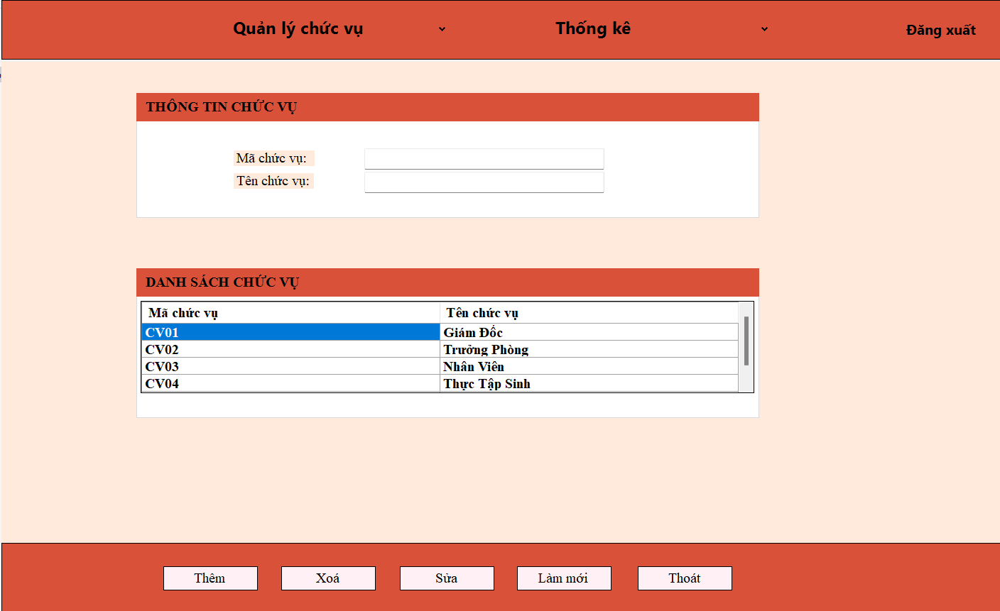 Quản lý chức vụ Thống kê Đăng xuất
THÔNG TIN CHỨC VỤ
Mã chức vụ:
Tên chức vụ:
DANH SÁCH CHỨC VỤ
Mã chức vụ Tên chức vụ
CV01 Giám Đốc
CV02 Trưởng Phòng
CV03 Nhân Viên
CV04 Thực Tập Sinh
Thêm Xoá Sửa Làm mới Thoát